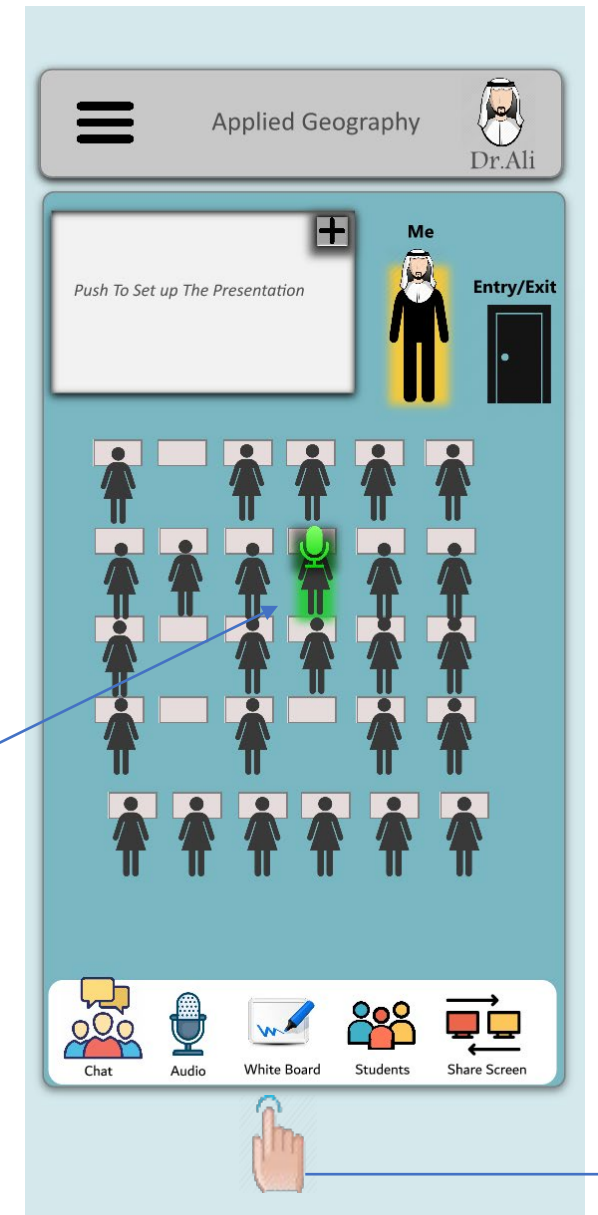 Applied Geography
Dr.Ali
Push To Set up The Presentation
Me
Entry/Exit
Chat
Audio
White Board
Students
Share Screen